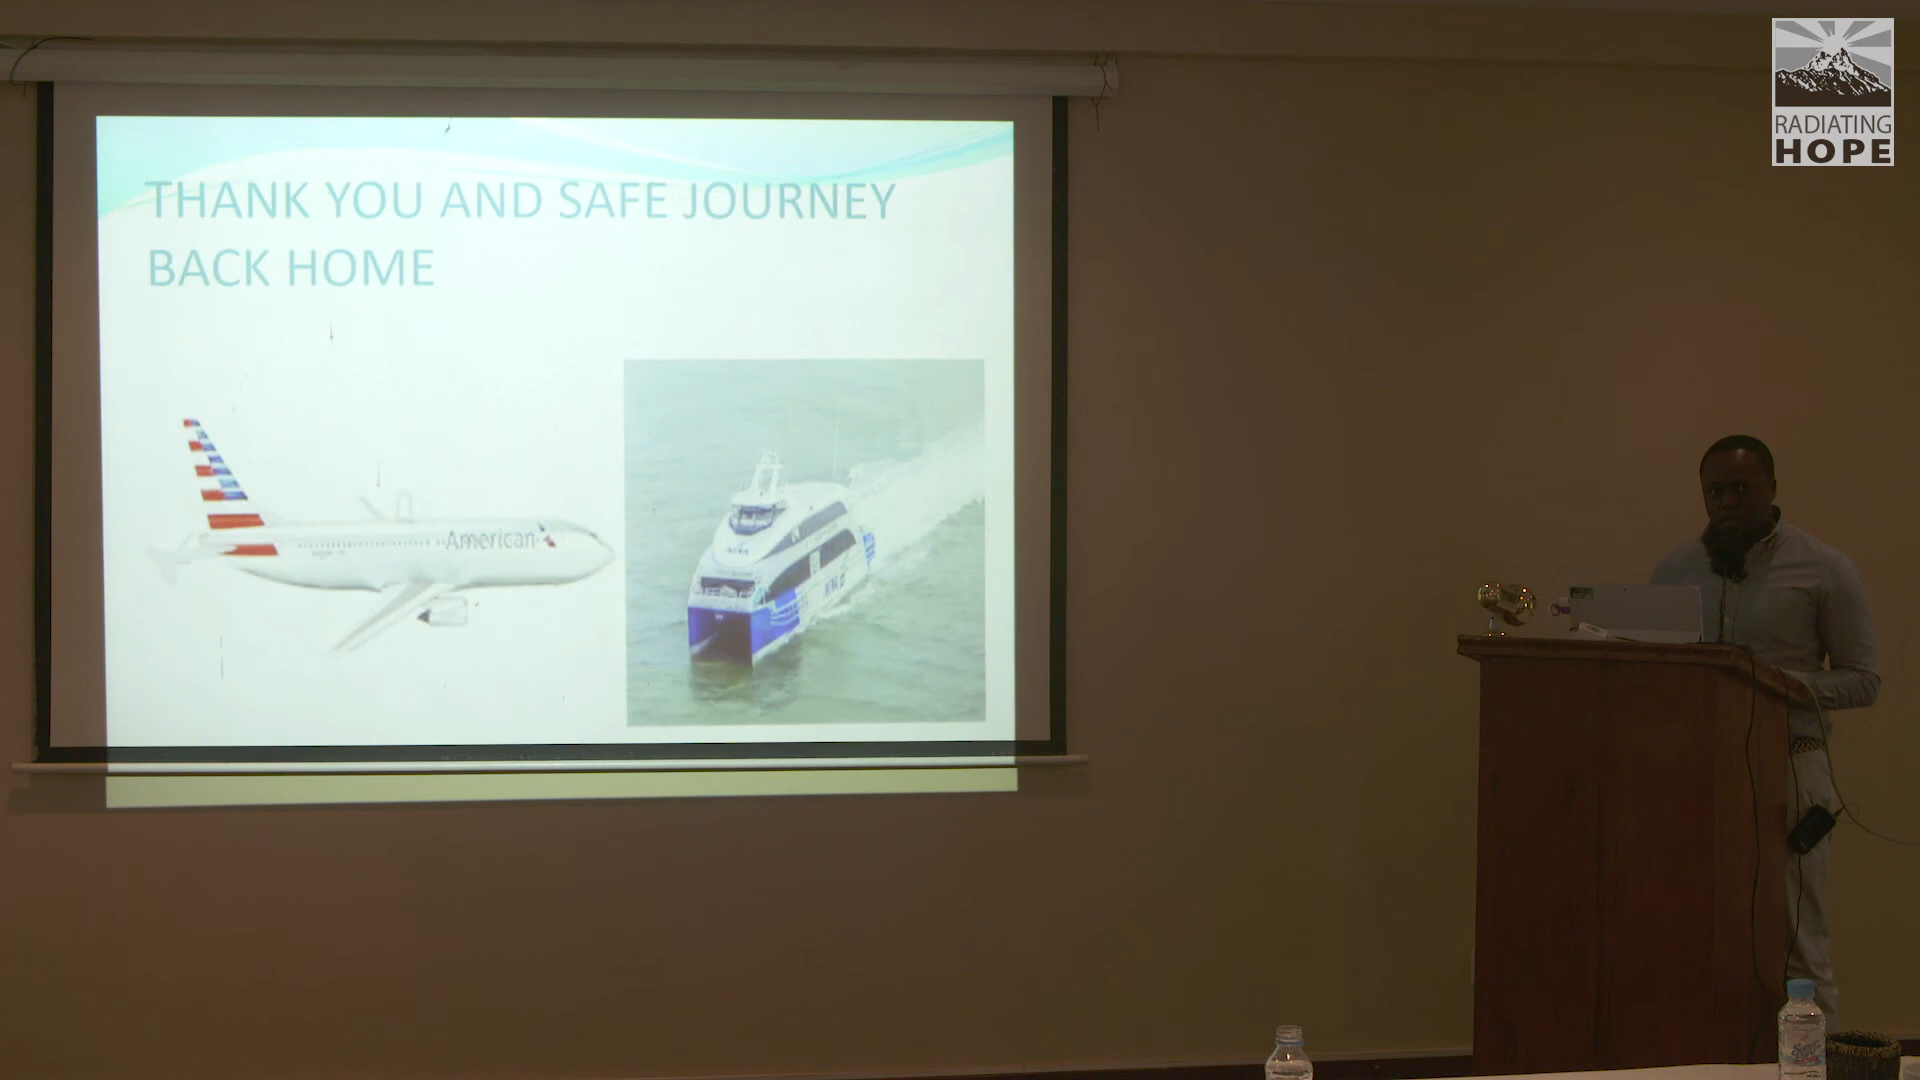 RADIATING
HOPE
THANK YOU AND SAFE JOURNEY
BACK HOME
American